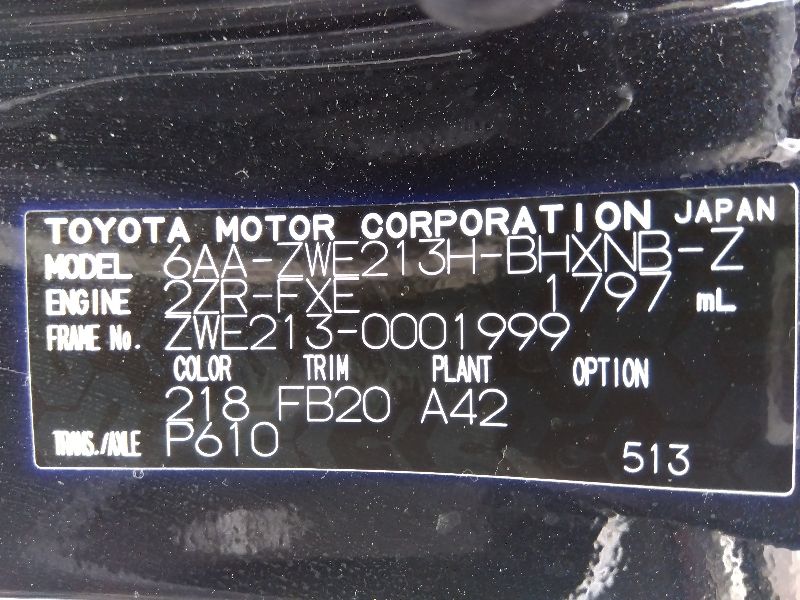 TOYOTA MOTOR CORPORATION JAPAN
MODEL 6AA-ZWE213H-BHXNB-Z
ENGINE 2ZR-FXE 1797 mL
FRAME No. ZWE213-0001999
COLOR TRIM PLANT OPTION
218 FB20 A42
TRANS./AXLE P610
513